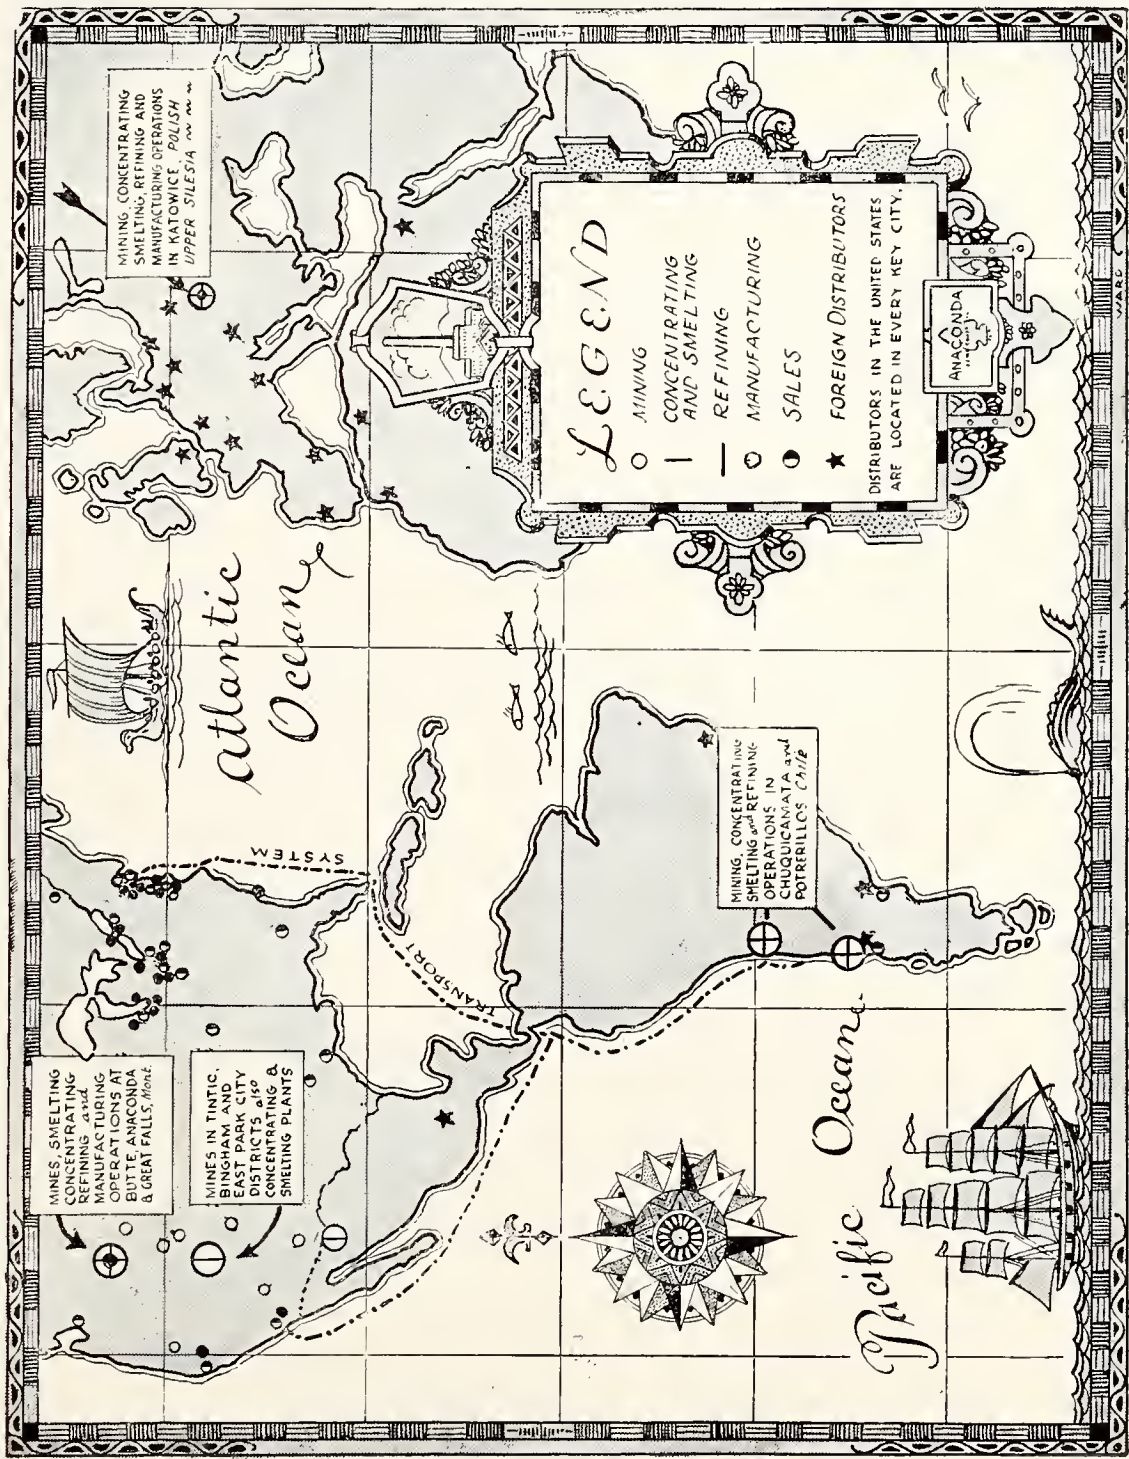 MINES, SMELTING
CONCENTRATING
REFINING and
MANUFACTURING
OPERATIONS AT
BUTTE, ANACONDA
& GREAT FALLS, Mont.
MINES IN TINTIC,
BINGHAM AND
EAST PARK CITY
DISTRICTS also
CONCENTRATING &
SMELTING PLANTS
TRANSPORT
SYSTEM
atlantic
Ocean
MINING, CONCENTRATING
SMELTING, REFINING AND
MANUFACTURING OPERATIONS
IN KATOWICE, POLISH
UPPER SILESIA
Pacific Ocean
MINING, CONCENTRATING
SMELTING and REFINING
OPERATIONS IN
CHUQUICAMATA and
POTRERILLOS Chile
LEGEND
MINING
CONCENTRATING
AND SMELTING
REFINING
MANUFACTURING
SALES
FOREIGN DISTRIBUTORS
DISTRIBUTORS IN THE UNITED STATES
ARE LOCATED IN EVERY KEY CITY.
ANACONDA
WARD